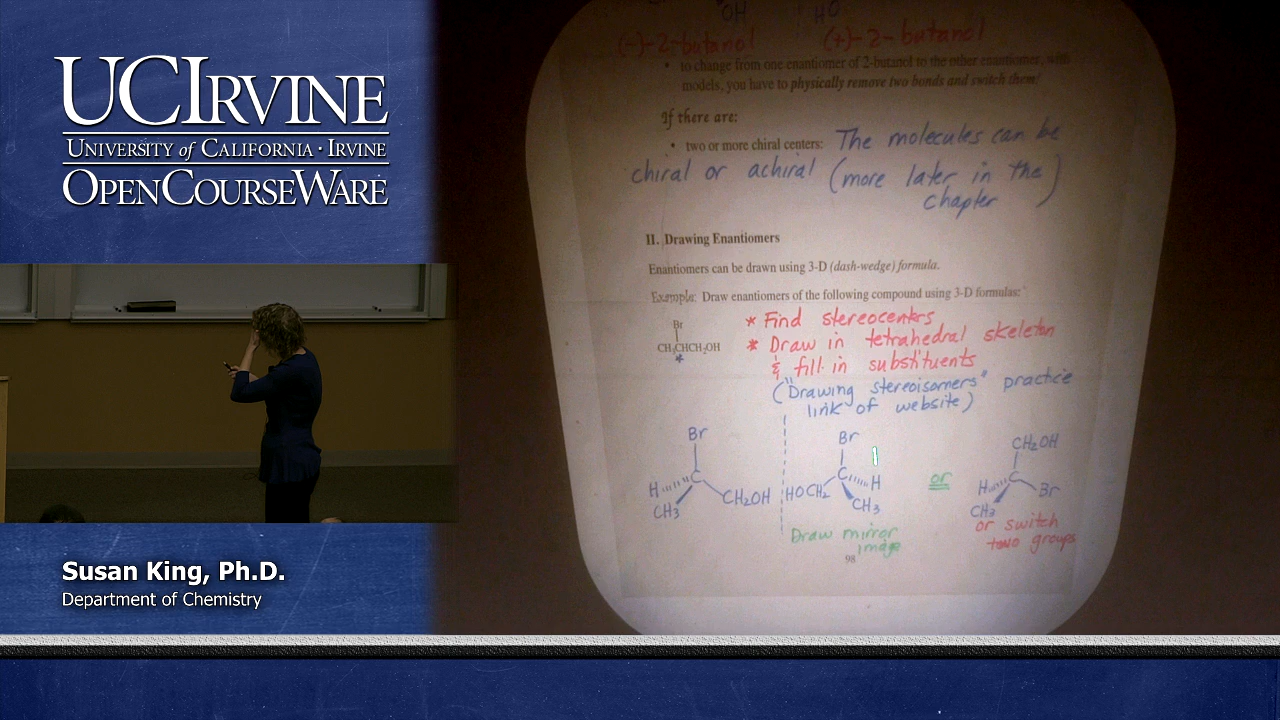 UCIRVINE
UNIVERSITY of CALIFORNIA · IRVINE
OPENCOURSEWARE
Susan King, Ph.D.
Department of Chemistry
OH HO
(-)-2-butanol (+)-2-butanol
• to change from one enantiomer of 2-butanol to the other enantiomer, with
models, you have to physically remove two bonds and switch them!
If there are:
• two or more chiral centers: The molecules can be
chiral or achiral (more later in the
chapter)
II. Drawing Enantiomers
Enantiomers can be drawn using 3-D (dash-wedge) formula.
Example: Draw enantiomers of the following compound using 3-D formulas:
Br
CH3CHCH2OH
*
* Find stereocenters
* Draw in tetrahedral skeleton
& fill in substituents
("Drawing stereoisomers" practice
link of website)
Br
C
H
CH3
CH2OH
Br
C
H
HOCH2
CH3
Draw mirror
image
or
CH2OH
C
H
Br
CH3
or switch
two groups
98